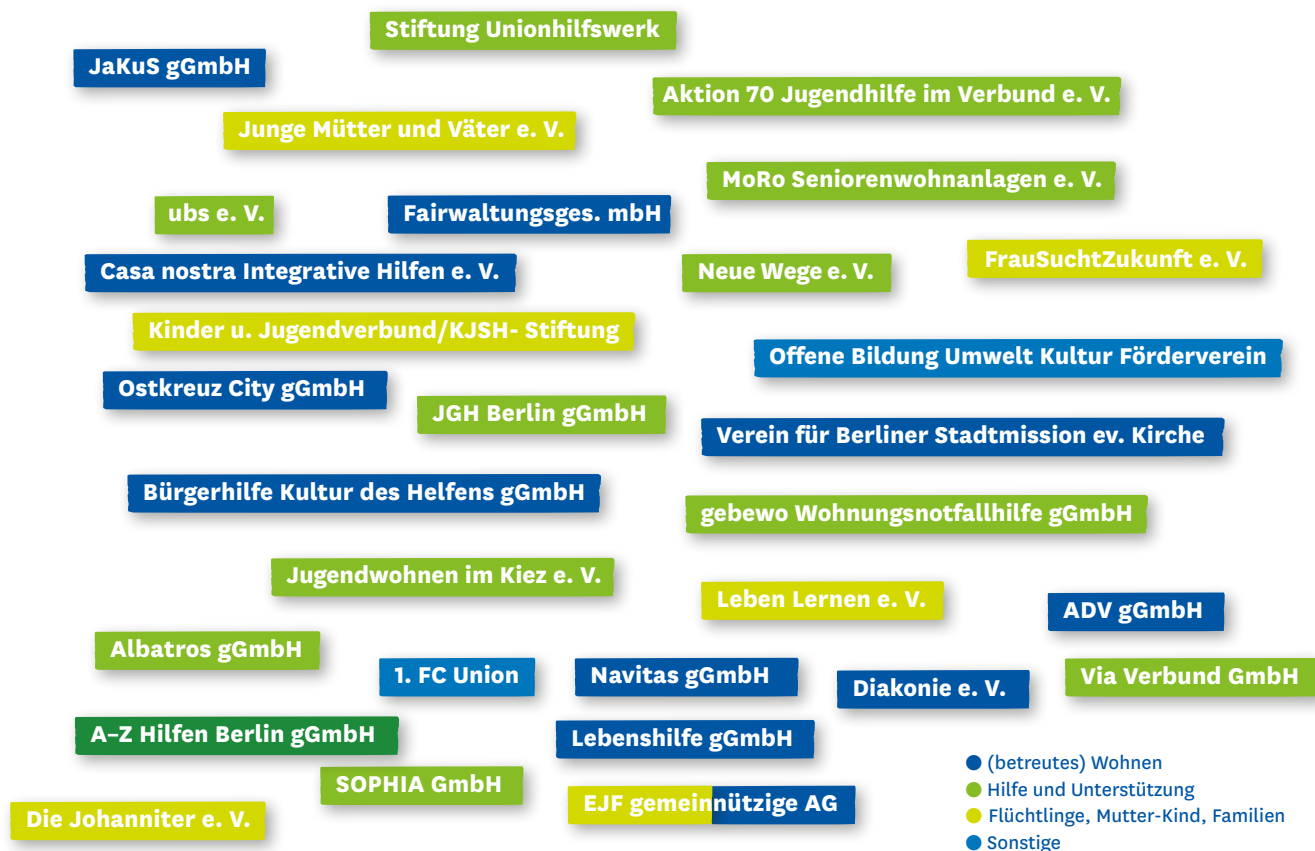 Stiftung Unionhilfswerk
JaKuS gGmbH
Aktion 70 Jugendhilfe im Verbund e. V.
Junge Mütter und Väter e. V.
MoRo Seniorenwohnanlagen e. V.
ubs e. V.
Fairwaltungsges. mbH
FrauSuchtZukunft e. V.
Casa nostra Integrative Hilfen e. V.
Neue Wege e. V.
Kinder u. Jugendverbund/KJSH- Stiftung
Offene Bildung Umwelt Kultur Förderverein
Ostkreuz City gGmbH
JGH Berlin gGmbH
Verein für Berliner Stadtmission ev. Kirche
Bürgerhilfe Kultur des Helfens gGmbH
gebewo Wohnungsnotfallhilfe gGmbH
Jugendwohnen im Kiez e. V.
Leben Lernen e. V.
ADV gGmbH
Albatros gGmbH
1. FC Union
Navitas gGmbH
Diakonie e. V.
Via Verbund GmbH
A–Z Hilfen Berlin gGmbH
Lebenshilfe gGmbH
SOPHIA GmbH
EJF gemeinnützige AG
Die Johanniter e. V.
(betreutes) Wohnen
Hilfe und Unterstützung
Flüchtlinge, Mutter-Kind, Familien
Sonstige